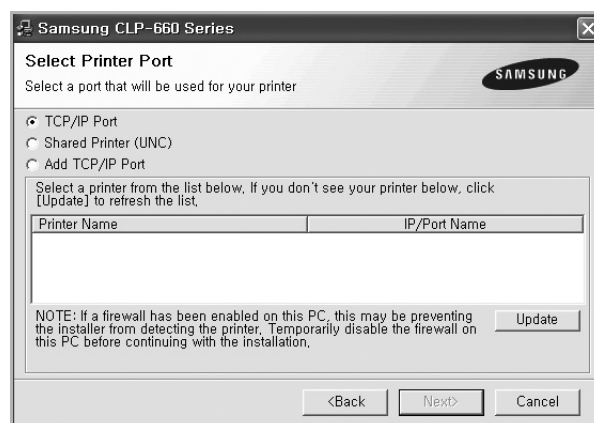 Samsung CLP-660 Series
Select Printer Port
Select a port that will be used for your printer
SAMSUNG
TCP/IP Port
Shared Printer (UNC)
Add TCP/IP Port
Select a printer from the list below, If you don't see your printer below, click
[Update] to refresh the list,
Printer Name IP/Port Name
NOTE: If a firewall has been enabled on this PC, this may be preventing
the installer from detecting the printer, Temporarily disable the firewall on
this PC before continuing with the installation,
Update
<Back Next> Cancel